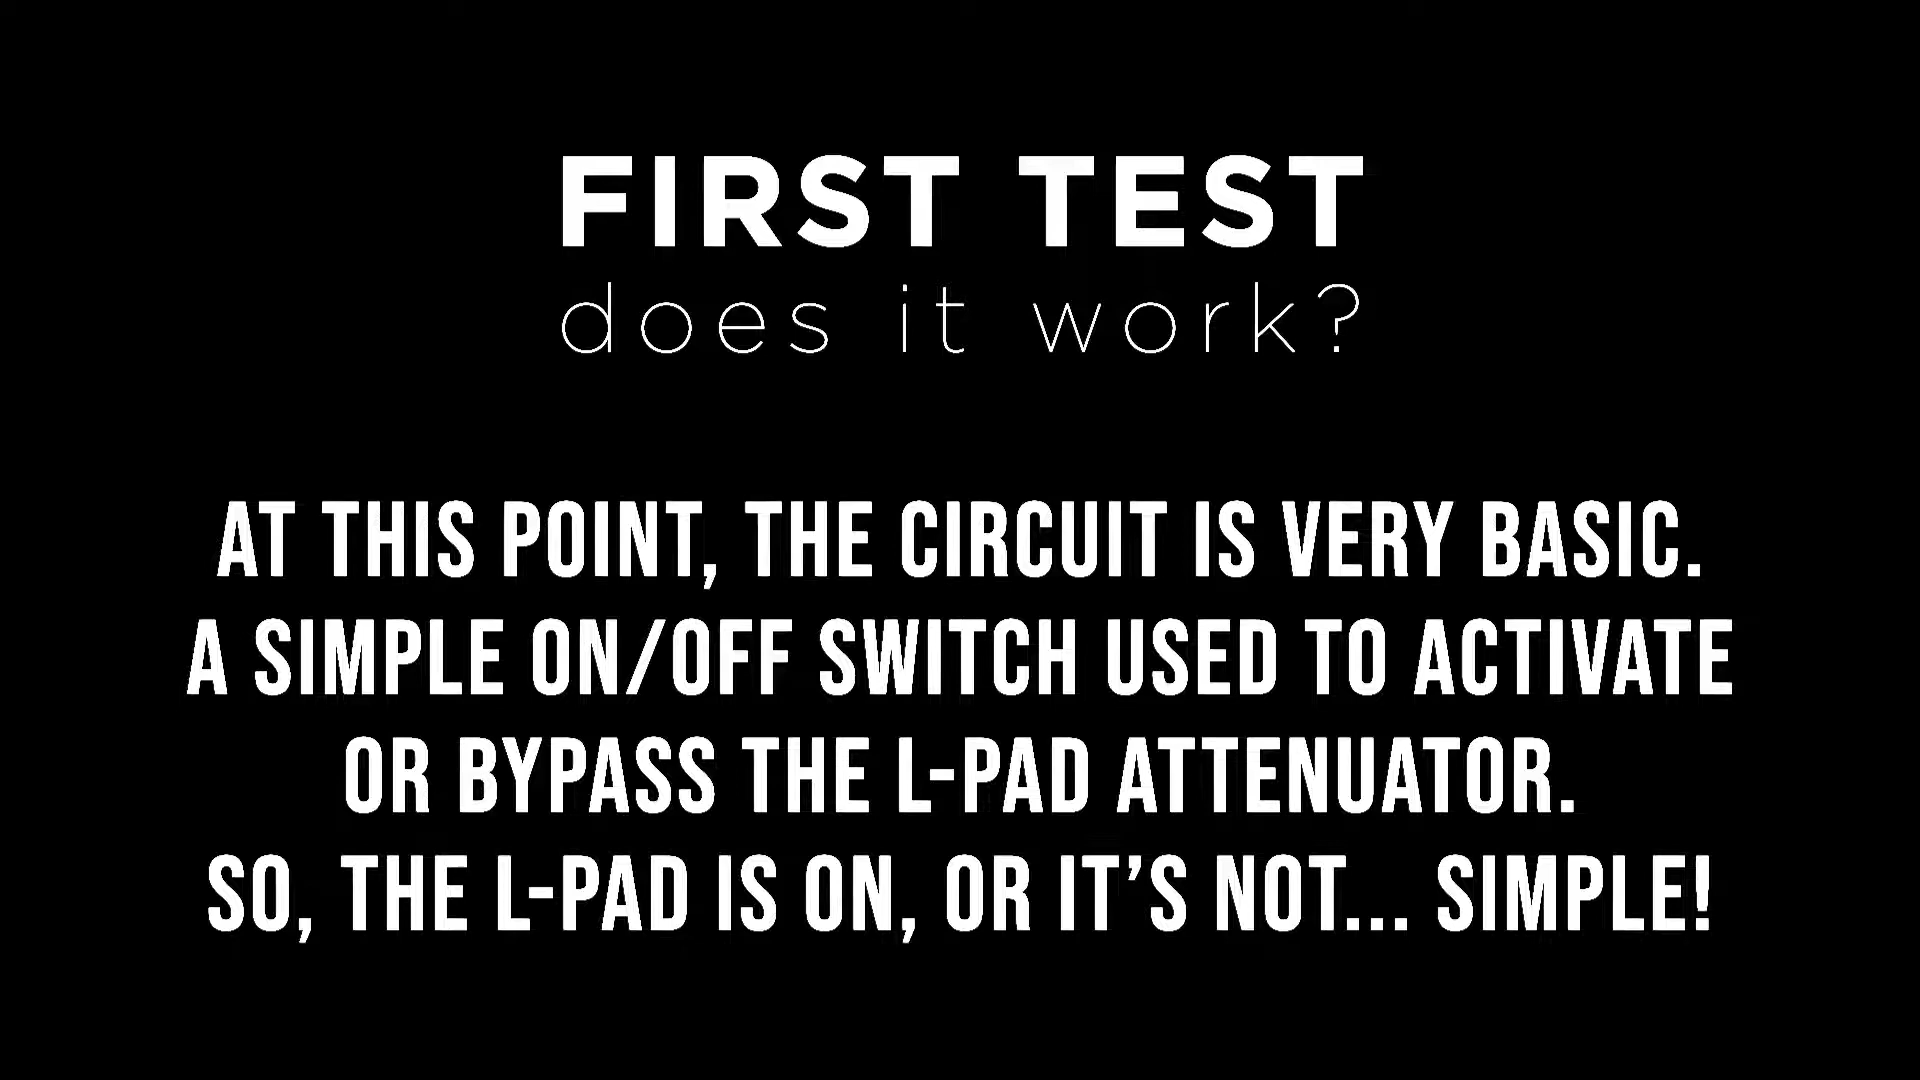 FIRST TEST
does it work?
AT THIS POINT, THE CIRCUIT IS VERY BASIC.
A SIMPLE ON/OFF SWITCH USED TO ACTIVATE
OR BYPASS THE L-PAD ATTENUATOR.
SO, THE L-PAD IS ON, OR IT’S NOT... SIMPLE!